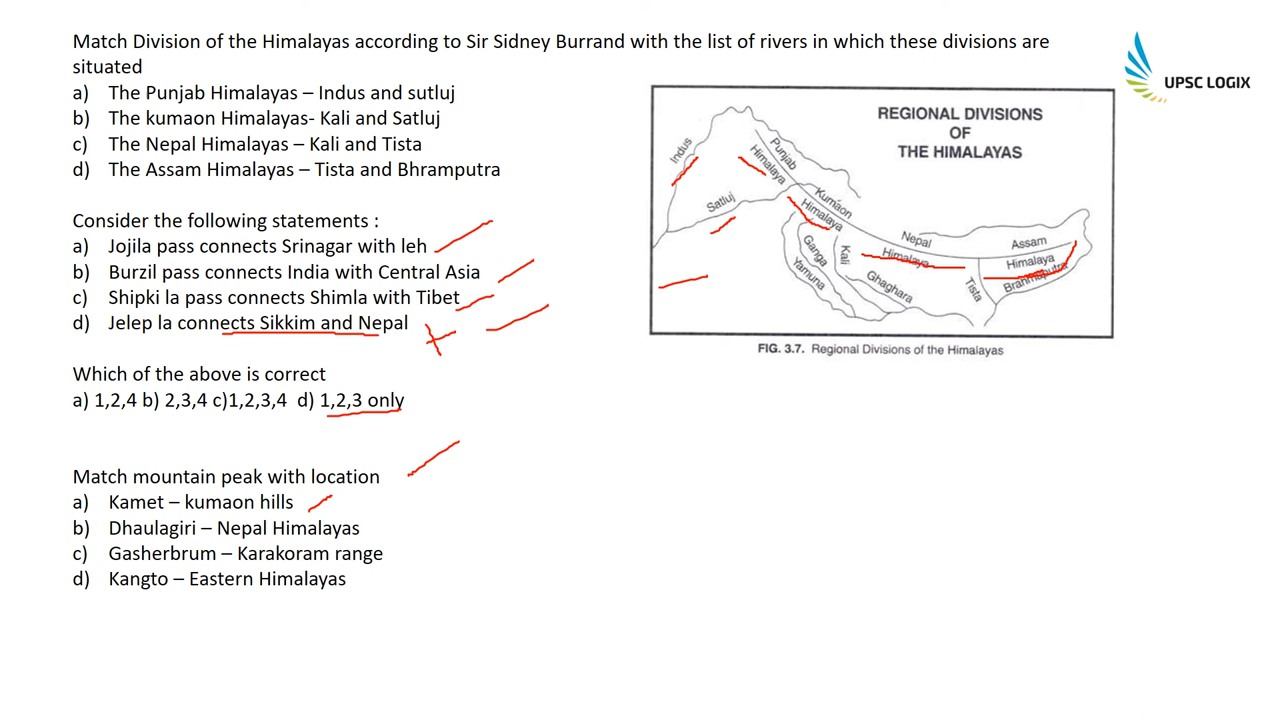 Match Division of the Himalayas according to Sir Sidney Burrand with the list of rivers in which these divisions are
situated
a) The Punjab Himalayas – Indus and sutluj
b) The kumaon Himalayas- Kali and Satluj
c) The Nepal Himalayas – Kali and Tista
d) The Assam Himalayas – Tista and Bhramputra
Consider the following statements :
a) Jojila pass connects Srinagar with leh
b) Burzil pass connects India with Central Asia
c) Shipki la pass connects Shimla with Tibet
d) Jelep la connects Sikkim and Nepal
Which of the above is correct
a) 1,2,4 b) 2,3,4 c)1,2,3,4 d) 1,2,3 only
Match mountain peak with location
a) Kamet – kumaon hills
b) Dhaulagiri – Nepal Himalayas
c) Gasherbrum – Karakoram range
d) Kangto – Eastern Himalayas
UPSC LOGIX
REGIONAL DIVISIONS
OF
THE HIMALAYAS
Indus
Punjab
Himalaya
Satluj
Kumaon
Himalaya
Nepal
Himalaya
Assam
Himalaya
Brahmaputra
Ganga
Yamuna
Kali
Ghaghara
Tista
FIG. 3.7. Regional Divisions of the Himalayas